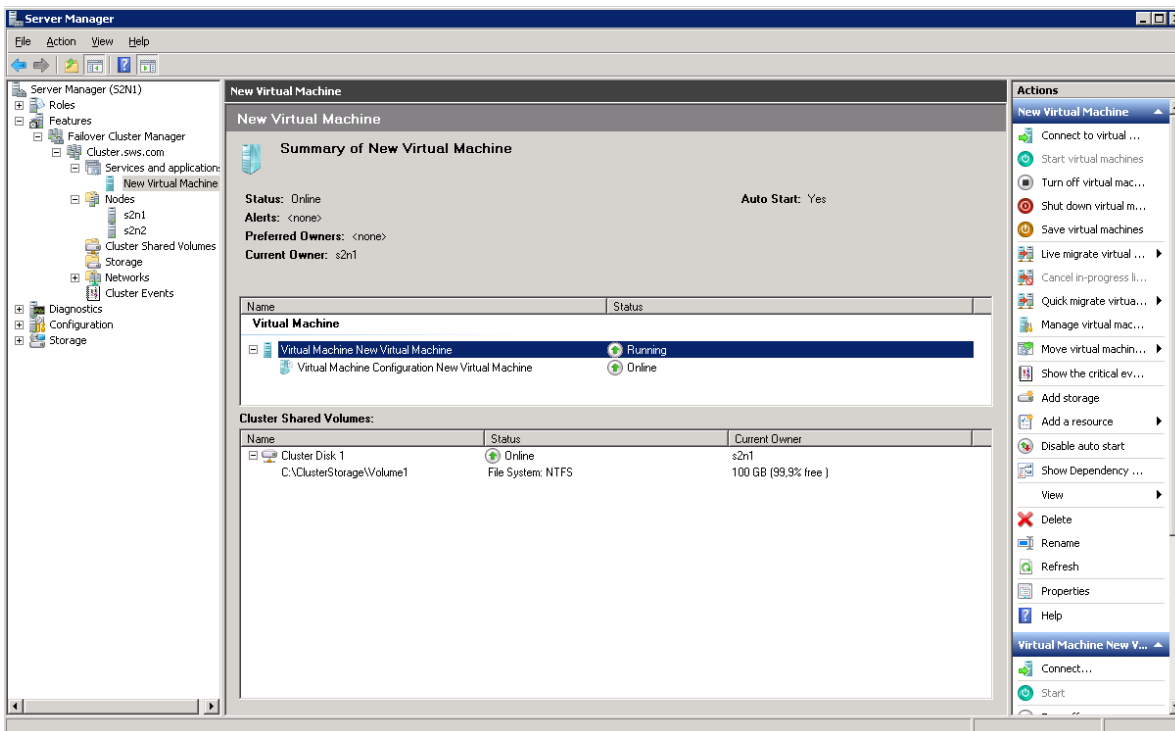 Server Manager
File Action View Help
Server Manager (S2N1)
Roles
Features
Failover Cluster Manager
Cluster.sws.com
Services and application
New Virtual Machine
Nodes
s2n1
s2n2
Cluster Shared Volumes
Storage
Networks
Cluster Events
Diagnostics
Configuration
Storage
New Virtual Machine
New Virtual Machine
Summary of New Virtual Machine
Status: Online Auto Start: Yes
Alerts: <none>
Preferred Owners: <none>
Current Owner: s2n1
Name Status
Virtual Machine
Virtual Machine New Virtual Machine Running
Virtual Machine Configuration New Virtual Machine Online
Cluster Shared Volumes:
Name Status Current Owner
Cluster Disk 1 Online s2n1
C:\ClusterStorage\Volume1 File System: NTFS 100 GB (99,9% free )
Actions
New Virtual Machine
Connect to virtual ...
Start virtual machines
Turn off virtual mac...
Shut down virtual m...
Save virtual machines
Live migrate virtual ...
Cancel in-progress li...
Quick migrate virtua...
Manage virtual mac...
Move virtual machin...
Show the critical ev...
Add storage
Add a resource
Disable auto start
Show Dependency ...
View
Delete
Rename
Refresh
Properties
Help
Virtual Machine New V...
Connect...
Start